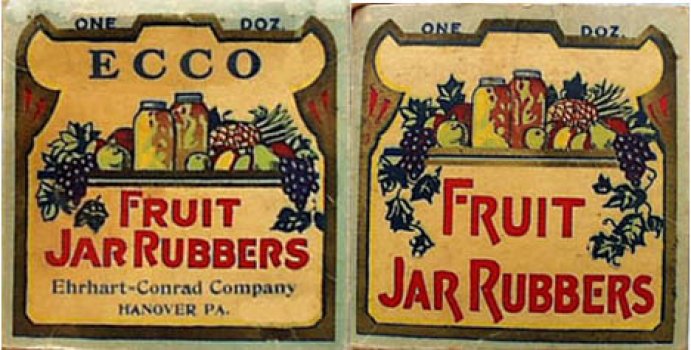 ONE DOZ.
ECCO
FRUIT
JAR RUBBERS
Ehrhart-Conrad Company
HANOVER PA.
ONE DOZ.
FRUIT
JAR RUBBERS